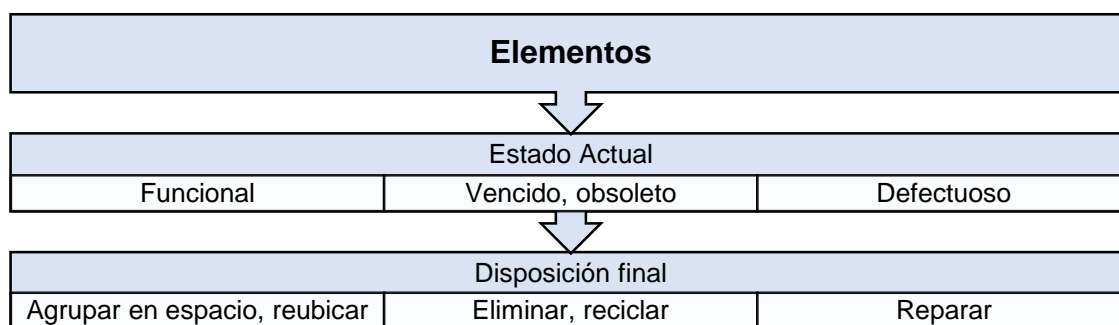 Elementos
Estado Actual
Funcional
Vencido, obsoleto
Defectuoso
Disposición final
Agrupar en espacio, reubicar
Eliminar, reciclar
Reparar